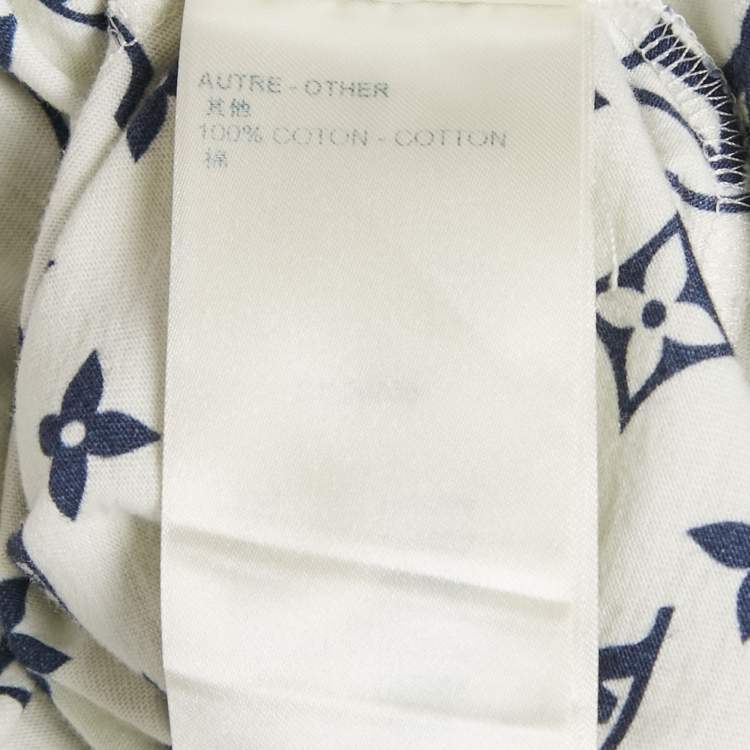 AUTRE - OTHER
其他
100% COTON - COTTON
棉